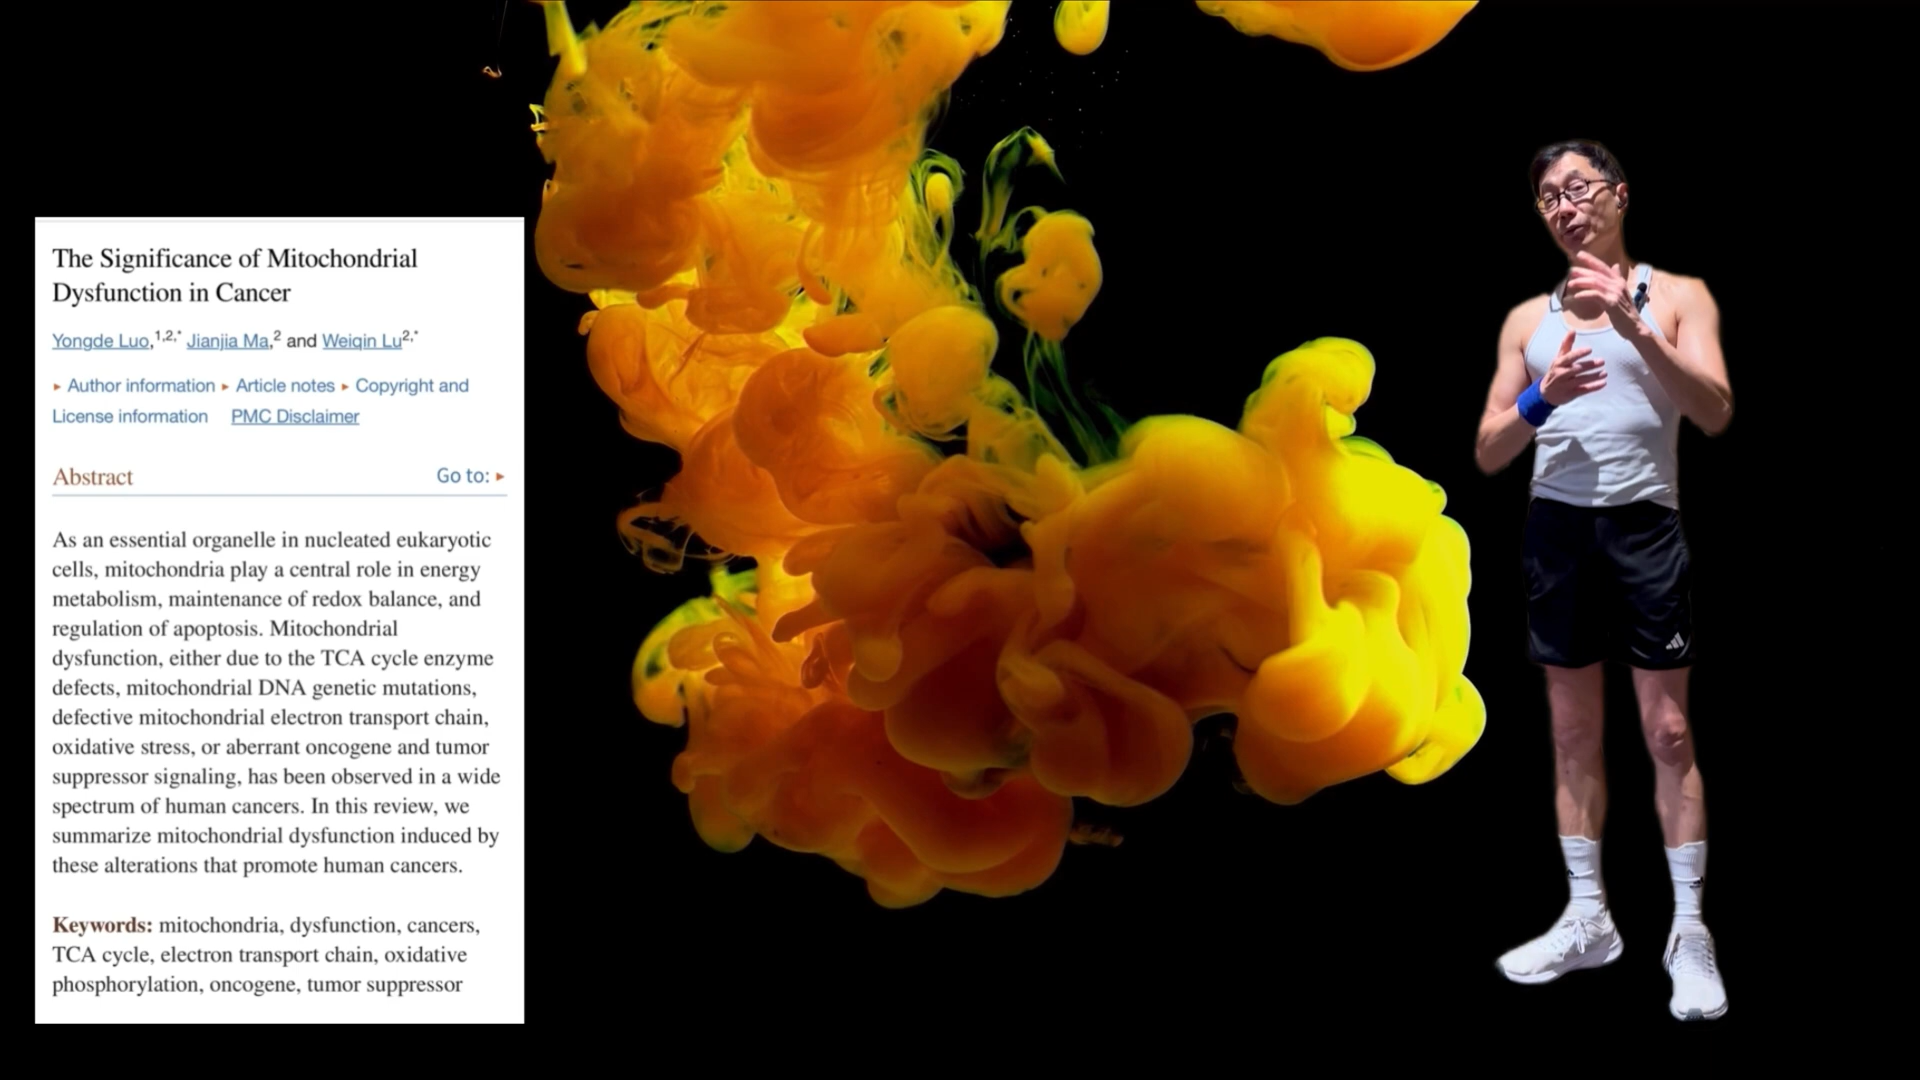 The Significance of Mitochondrial
Dysfunction in Cancer
Yongde Luo,1,2,* Jianjia Ma,2 and Weiqin Lu2,*
▸ Author information ▸ Article notes ▸ Copyright and
License information PMC Disclaimer
Abstract Go to: ▸
As an essential organelle in nucleated eukaryotic
cells, mitochondria play a central role in energy
metabolism, maintenance of redox balance, and
regulation of apoptosis. Mitochondrial
dysfunction, either due to the TCA cycle enzyme
defects, mitochondrial DNA genetic mutations,
defective mitochondrial electron transport chain,
oxidative stress, or aberrant oncogene and tumor
suppressor signaling, has been observed in a wide
spectrum of human cancers. In this review, we
summarize mitochondrial dysfunction induced by
these alterations that promote human cancers.
Keywords: mitochondria, dysfunction, cancers,
TCA cycle, electron transport chain, oxidative
phosphorylation, oncogene, tumor suppressor